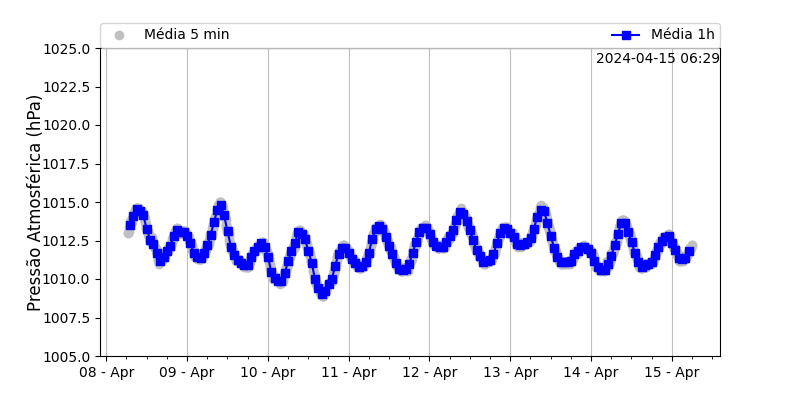 Média 5 min
Média 1h
2024-04-15 06:29
Pressão Atmosférica (hPa)
1025.0
1022.5
1020.0
1017.5
1015.0
1012.5
1010.0
1007.5
1005.0
08 - Apr
09 - Apr
10 - Apr
11 - Apr
12 - Apr
13 - Apr
14 - Apr
15 - Apr